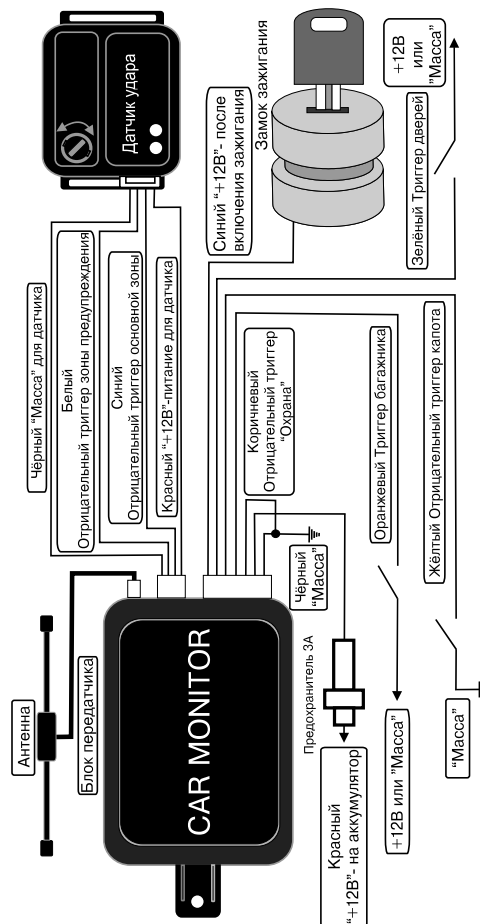 Датчик удара
Чёрный "Масса" для датчика
Белый
Отрицательный триггер зоны предупреждения
Синий
Отрицательный триггер основной зоны
Красный "+12В"-питание для датчика
Синий "+12В"- после
включения зажигания
Замок зажигания
+12В
или
"Масса"
Зелёный Триггер дверей
Коричневый
Отрицательный триггер
"Охрана"
Оранжевый Триггер багажника
Жёлтый Отрицательный триггер капота
Чёрный
"Масса"
Антенна
Блок передатчика
CAR MONITOR
Предохранитель 3А
Красный
"+12В"- на аккумулятор
+12В или "Масса"
"Масса"